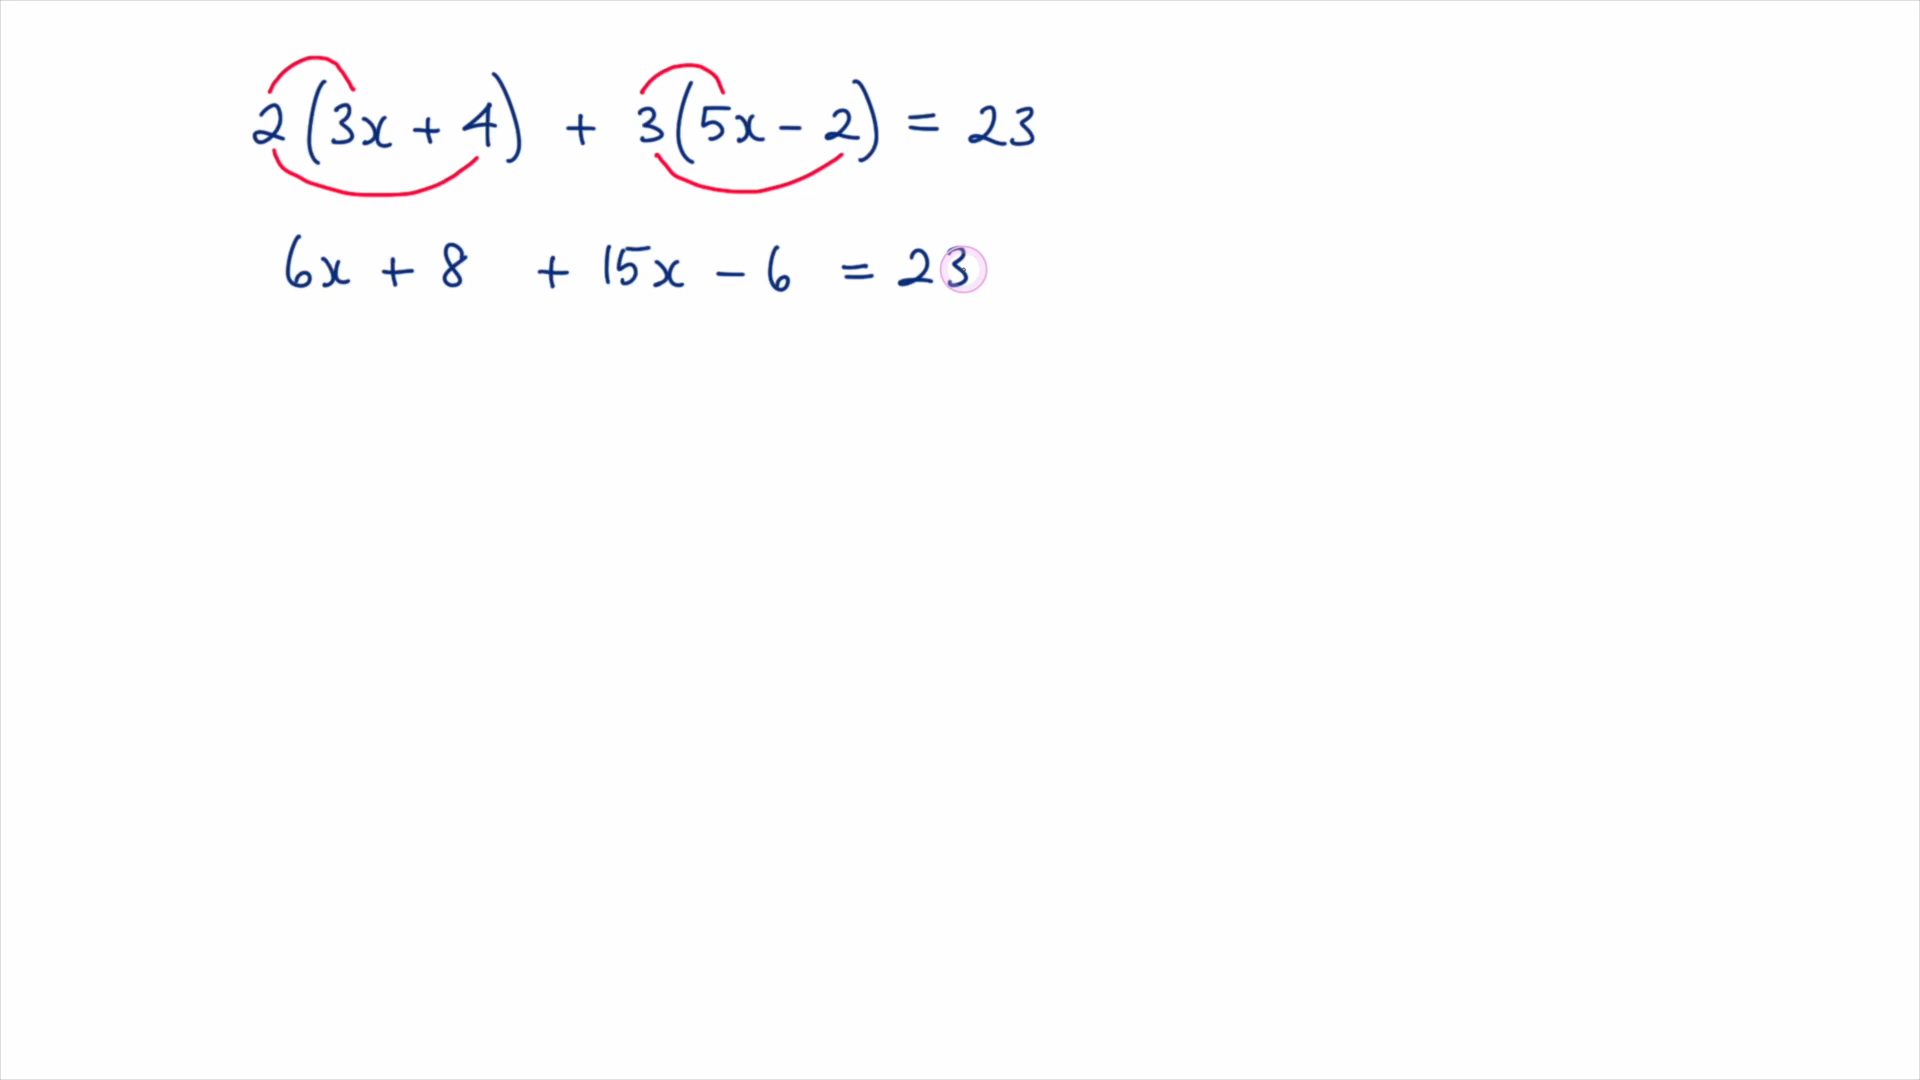 2(3x + 4) + 3(5x - 2) = 23
6x + 8 + 15x - 6 = 23